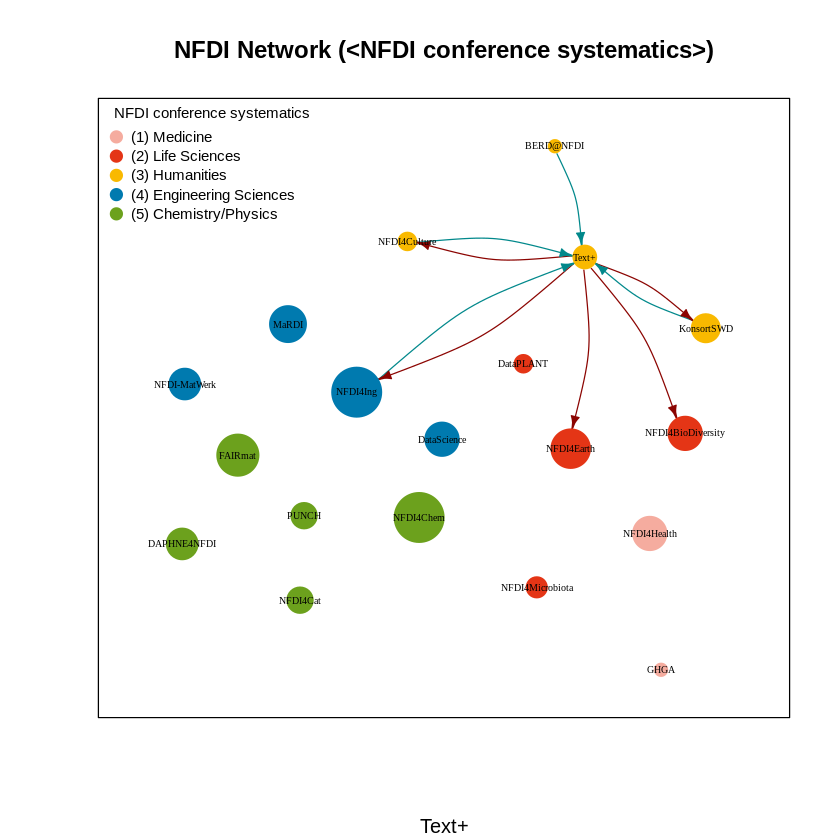 NFDI Network (<NFDI conference systematics>)
NFDI conference systematics
(1) Medicine
(2) Life Sciences
(3) Humanities
(4) Engineering Sciences
(5) Chemistry/Physics
BERD@NFDI
NFDI4Culture
Text+
MaRDI
KonsortSWD
DataPLANT
NFDI-MatWerk
NFDI4Ing
NFDI4BioDiversity
DataScience
NFDI4Earth
FAIRmat
PUNCH
NFDI4Chem
NFDI4Health
DAPHNE4NFDI
NFDI4Microbiota
NFDI4Cat
GHGA
Text+